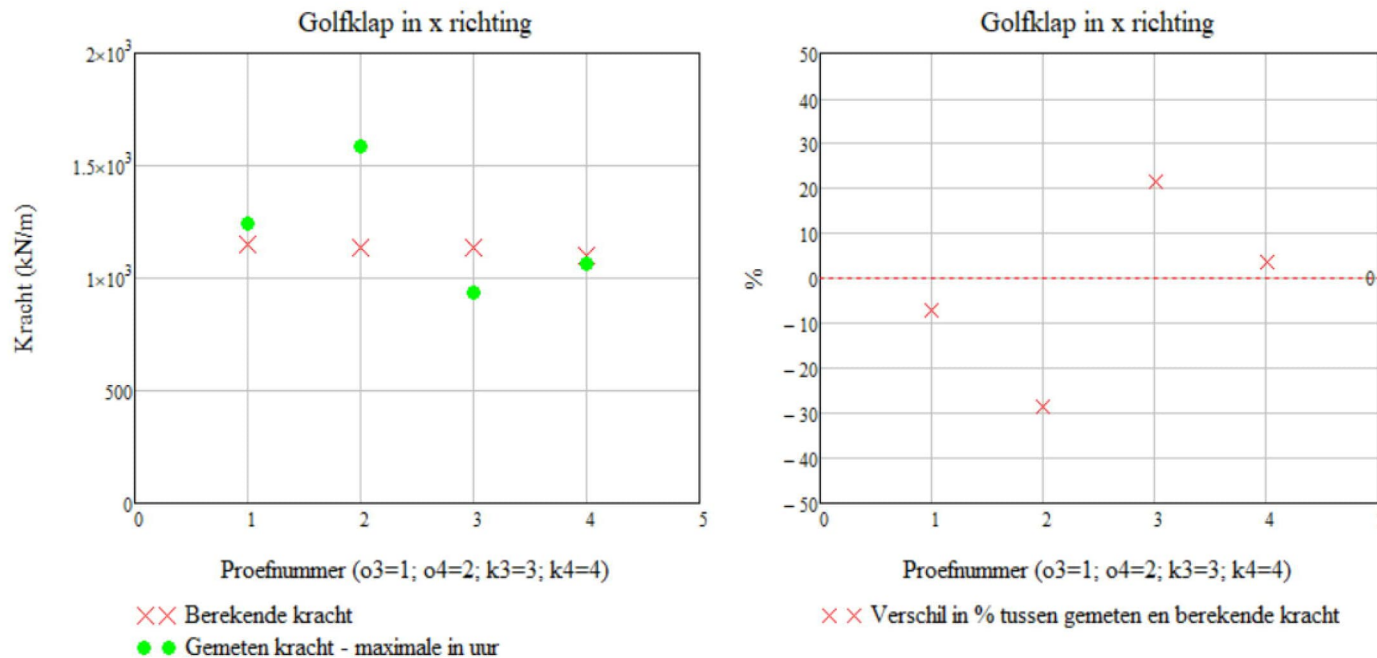 Golfklap in x richting
2×10³
1.5×10³
1×10³
500
0
Kracht (kN/m)
0 1 2 3 4 5
Proefnummer (o3=1; o4=2; k3=3; k4=4)
Berekende kracht
Gemeten kracht - maximale in uur
Golfklap in x richting
50
40
30
20
10
0
– 10
– 20
– 30
– 40
– 50
%
0
0 1 2 3 4
Proefnummer (o3=1; o4=2; k3=3; k4=4)
Verschil in % tussen gemeten en berekende kracht